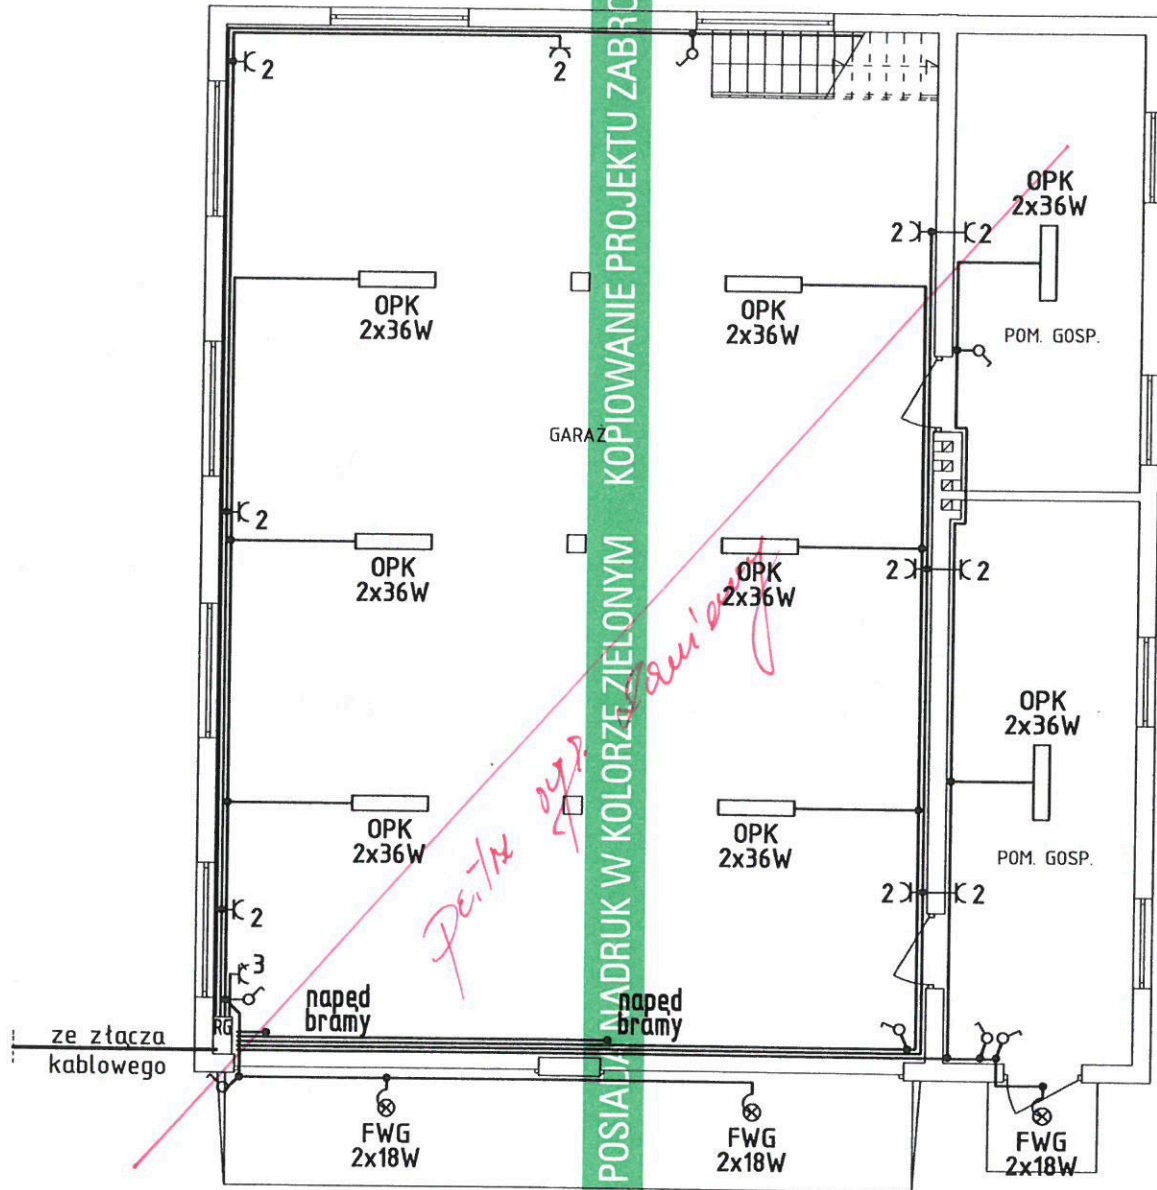 2
2
OPK
2x36W
2
2
OPK
2x36W
OPK
2x36W
POM. GOSP.
GARAŻ
2
OPK
2x36W
OPK
2x36W
2
2
OPK
2x36W
OPK
2x36W
OPK
2x36W
POM. GOSP.
2
2
2
3
napęd
bramy
napęd
bramy
RG
ze złącza
kablowego
FWG
2x18W
FWG
2x18W
FWG
2x18W
POSIADA NADRUK W KOLORZE ZIELONYM KOPIOWANIE PROJEKTU
zamienny